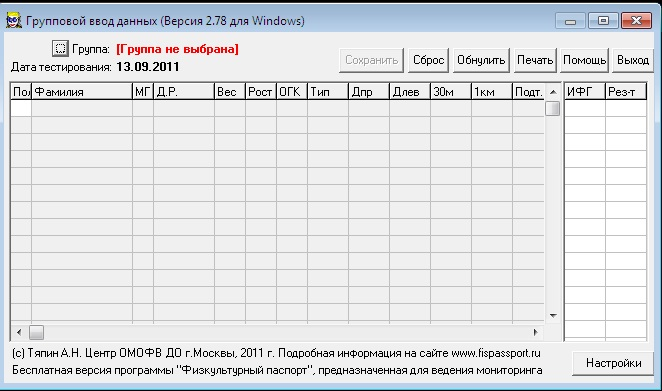 Групповой ввод данных (Версия 2.78 для Windows)
Группа: [Группа не выбрана]
Дата тестирования: 13.09.2011
Сохранить Сброс Обнулить Печать Помощь Выход
Пол Фамилия МГ Д.Р. Вес Рост ОГК Тип Дпр Длев 30м 1км Подт. ИФГ Рез-т
(с) Тяпин А.Н. Центр ОМОФВ ДО г.Москвы, 2011 г. Подробная информация на сайте www.fispassport.ru
Бесплатная версия программы "Физкультурный паспорт", предназначенная для ведения мониторинга
Настройки